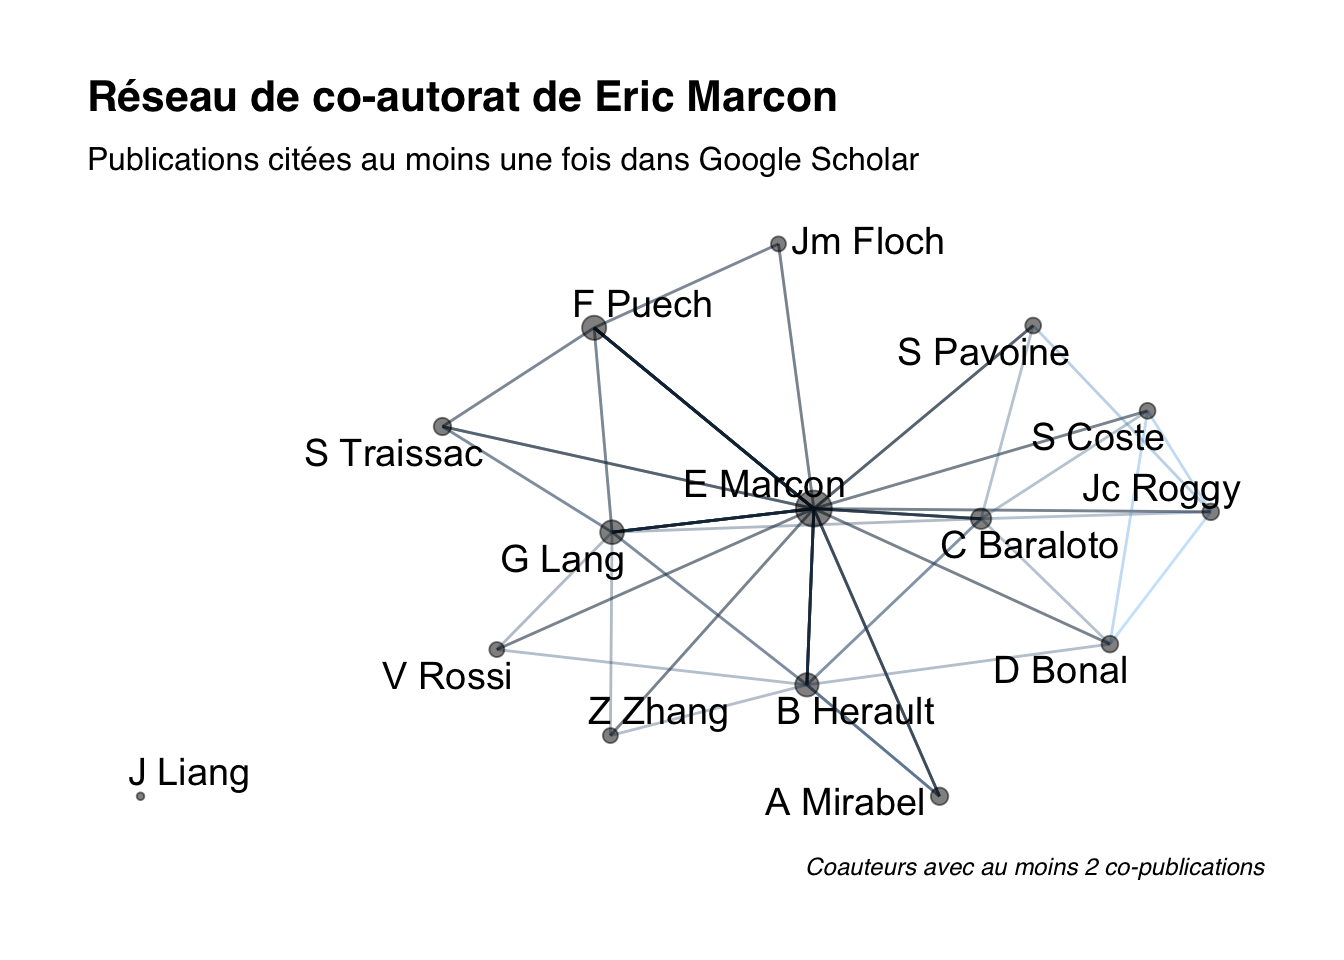 Réseau de co-autorat de Eric Marcon
Publications citées au moins une fois dans Google Scholar
Jm Floch
F Puech
S Pavoine
S Coste
S Traissac
E Marcon
Jc Roggy
C Baraloto
G Lang
D Bonal
V Rossi
Z Zhang
B Herault
J Liang
A Mirabel
Coauteurs avec au moins 2 co-publications